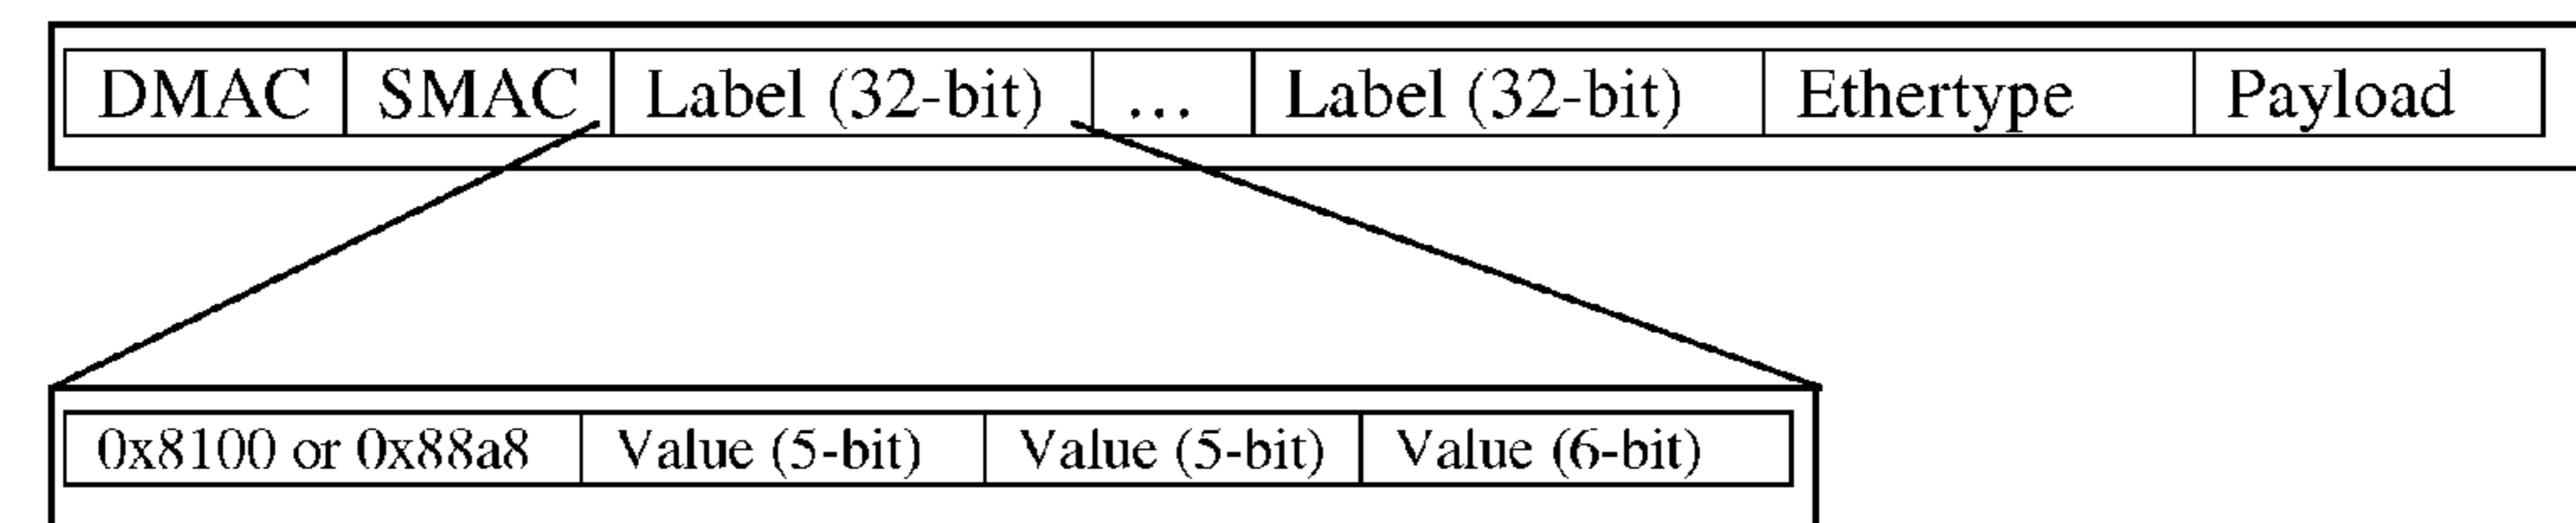 DMAC SMAC Label (32-bit) ... Label (32-bit) Ethertype Payload
0x8100 or 0x88a8 Value (5-bit) Value (5-bit) Value (6-bit)